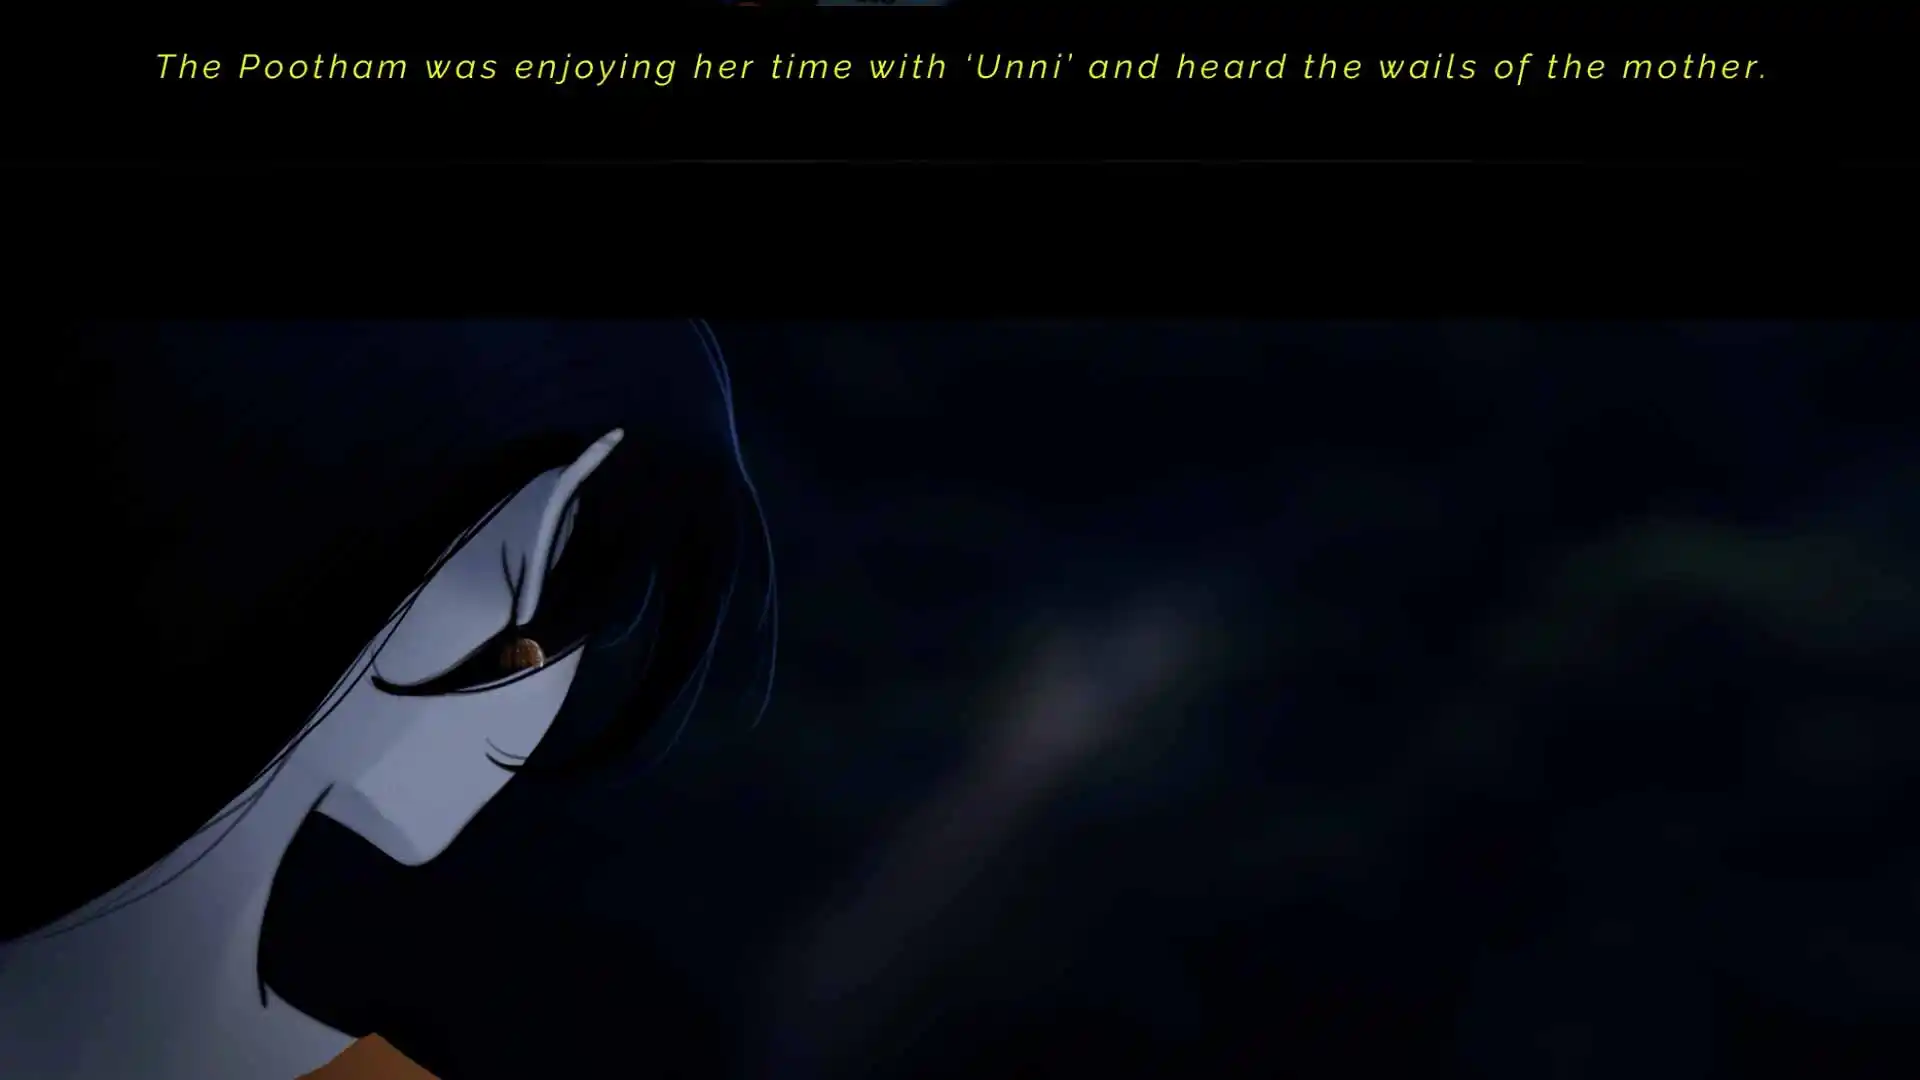 The Pootham was enjoying her time with ‘Unni’ and heard the wails of the mother.